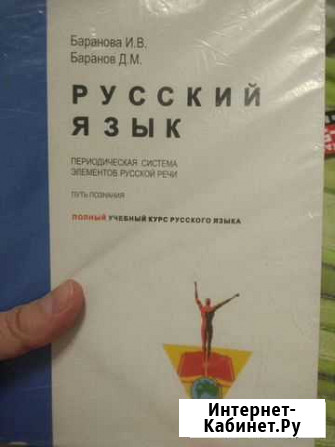 Баранова И.В.
Баранов Д.М.
РУССКИЙ
ЯЗЫК
ПЕРИОДИЧЕСКАЯ СИСТЕМА
ЭЛЕМЕНТОВ РУССКОЙ РЕЧИ
ПУТЬ ПОЗНАНИЯ
ПОЛНЫЙ УЧЕБНЫЙ КУРС РУССКОГО ЯЗЫКА
Интернет-
Кабинет.Ру